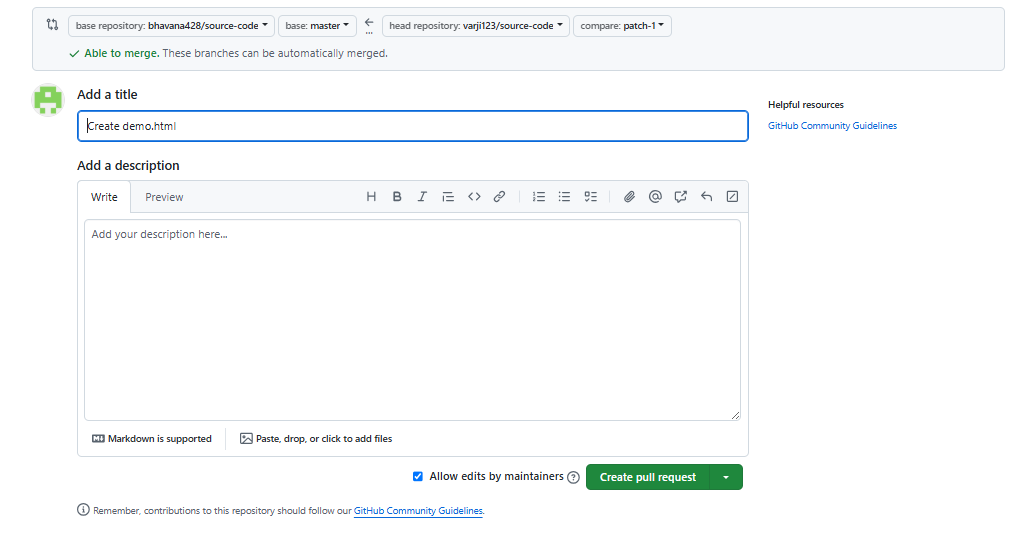 base repository: bhavana428/source-code base: master ... head repository: varji123/source-code compare: patch-1
Able to merge. These branches can be automatically merged.
Add a title
Helpful resources
Create demo.html
GitHub Community Guidelines
Add a description
Write Preview
Add your description here...
Markdown is supported Paste, drop, or click to add files
Allow edits by maintainers Create pull request
Remember, contributions to this repository should follow our GitHub Community Guidelines.